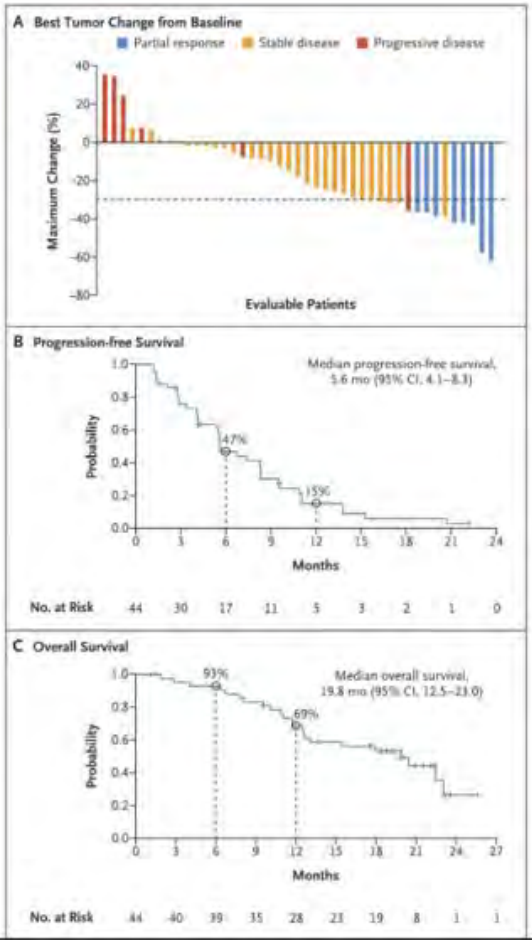 A Best Tumor Change from Baseline
Partial response Stable disease Progressive disease
40
20
0
-20
-40
-60
-80
Maximum Change (%)
Evaluable Patients
B Progression-free Survival
Median progression-free survival,
5.6 mo (95% CI, 4.1–8.3)
1.0
0.8
0.6
0.4
0.2
0.0
Probability
47%
15%
0 3 6 9 12 15 18 21 24
Months
No. at Risk 44 30 17 11 5 3 2 1 0
C Overall Survival
Median overall survival,
19.8 mo (95% CI, 12.5–23.0)
1.0
0.8
0.6
0.4
0.2
0.0
Probability
93%
69%
0 3 6 9 12 15 18 21 24 27
Months
No. at Risk 44 40 39 35 28 23 19 8 1 1